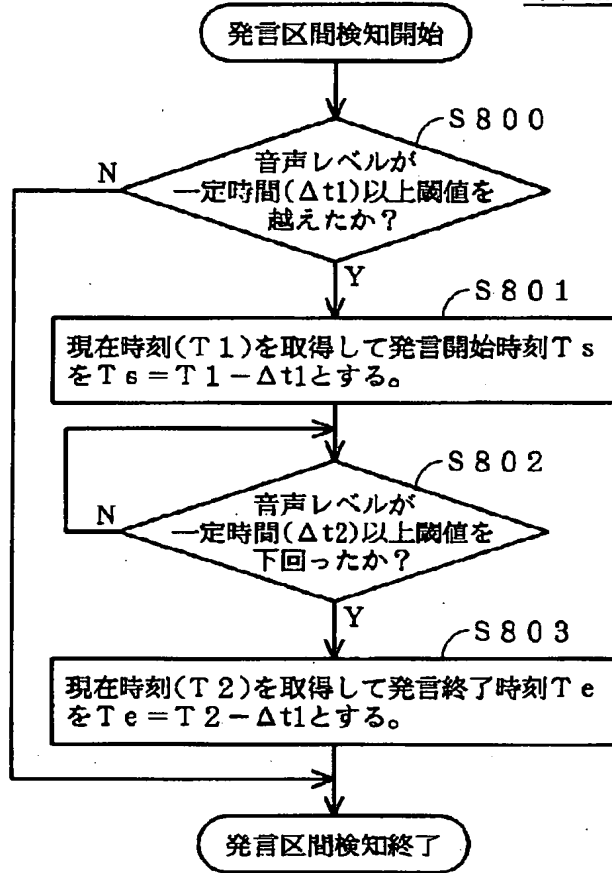 発言区間検知開始
S800
音声レベルが
一定時間(Δt1)以上閾値を
越えたか？
N
Y
S801
現在時刻(T1)を取得して発言開始時刻Ts
をTs＝T1－Δt1とする。
S802
音声レベルが
一定時間(Δt2)以上閾値を
下回ったか？
N
Y
S803
現在時刻(T2)を取得して発言終了時刻Te
をTe＝T2－Δt1とする。
発言区間検知終了